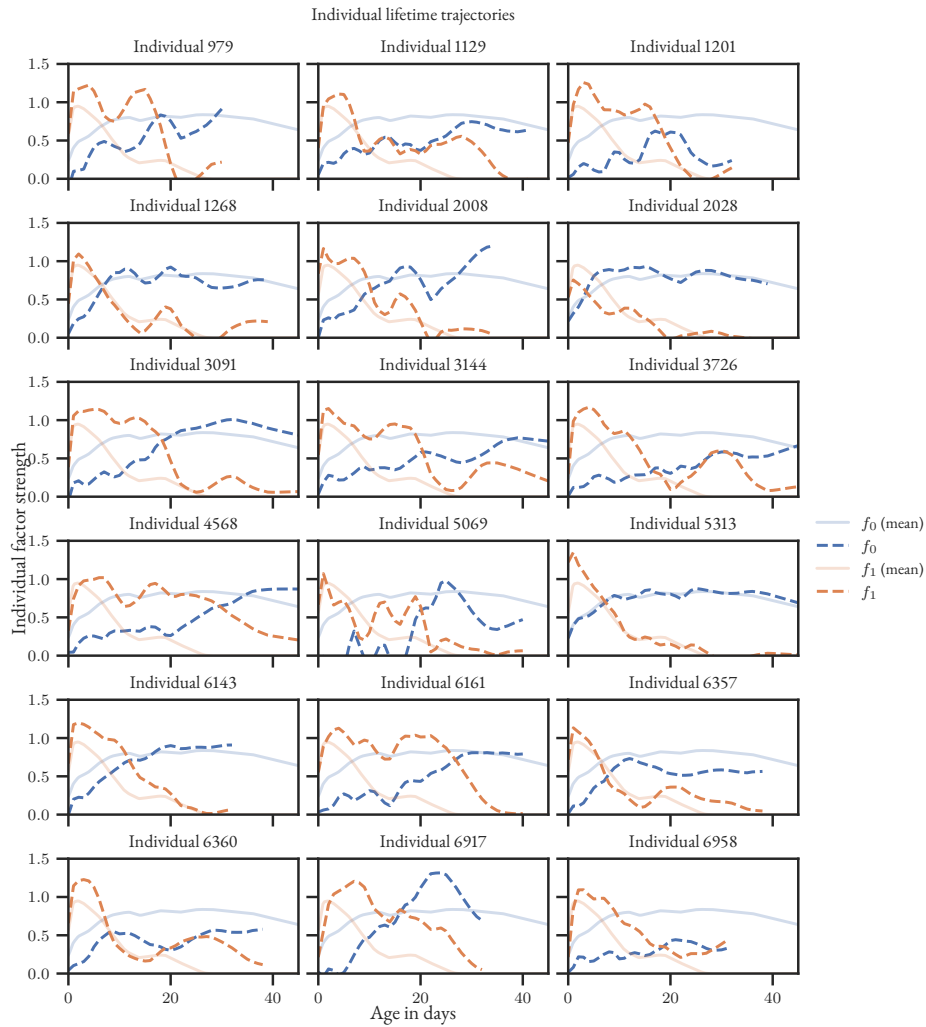 Individual lifetime trajectories
Individual 979
Individual 1129
Individual 1201
1.5
1.0
0.5
0.0
Individual 1268
Individual 2008
Individual 2028
1.5
1.0
0.5
0.0
Individual 3091
Individual 3144
Individual 3726
1.5
1.0
0.5
0.0
Individual factor strength
Individual 4568
Individual 5069
Individual 5313
1.5
1.0
0.5
0.0
f₀ (mean)
f₀
f₁ (mean)
f₁
Individual 6143
Individual 6161
Individual 6357
1.5
1.0
0.5
0.0
Individual 6360
Individual 6917
Individual 6958
1.5
1.0
0.5
0.0
0 20 40 0 20 40 0 20 40
Age in days